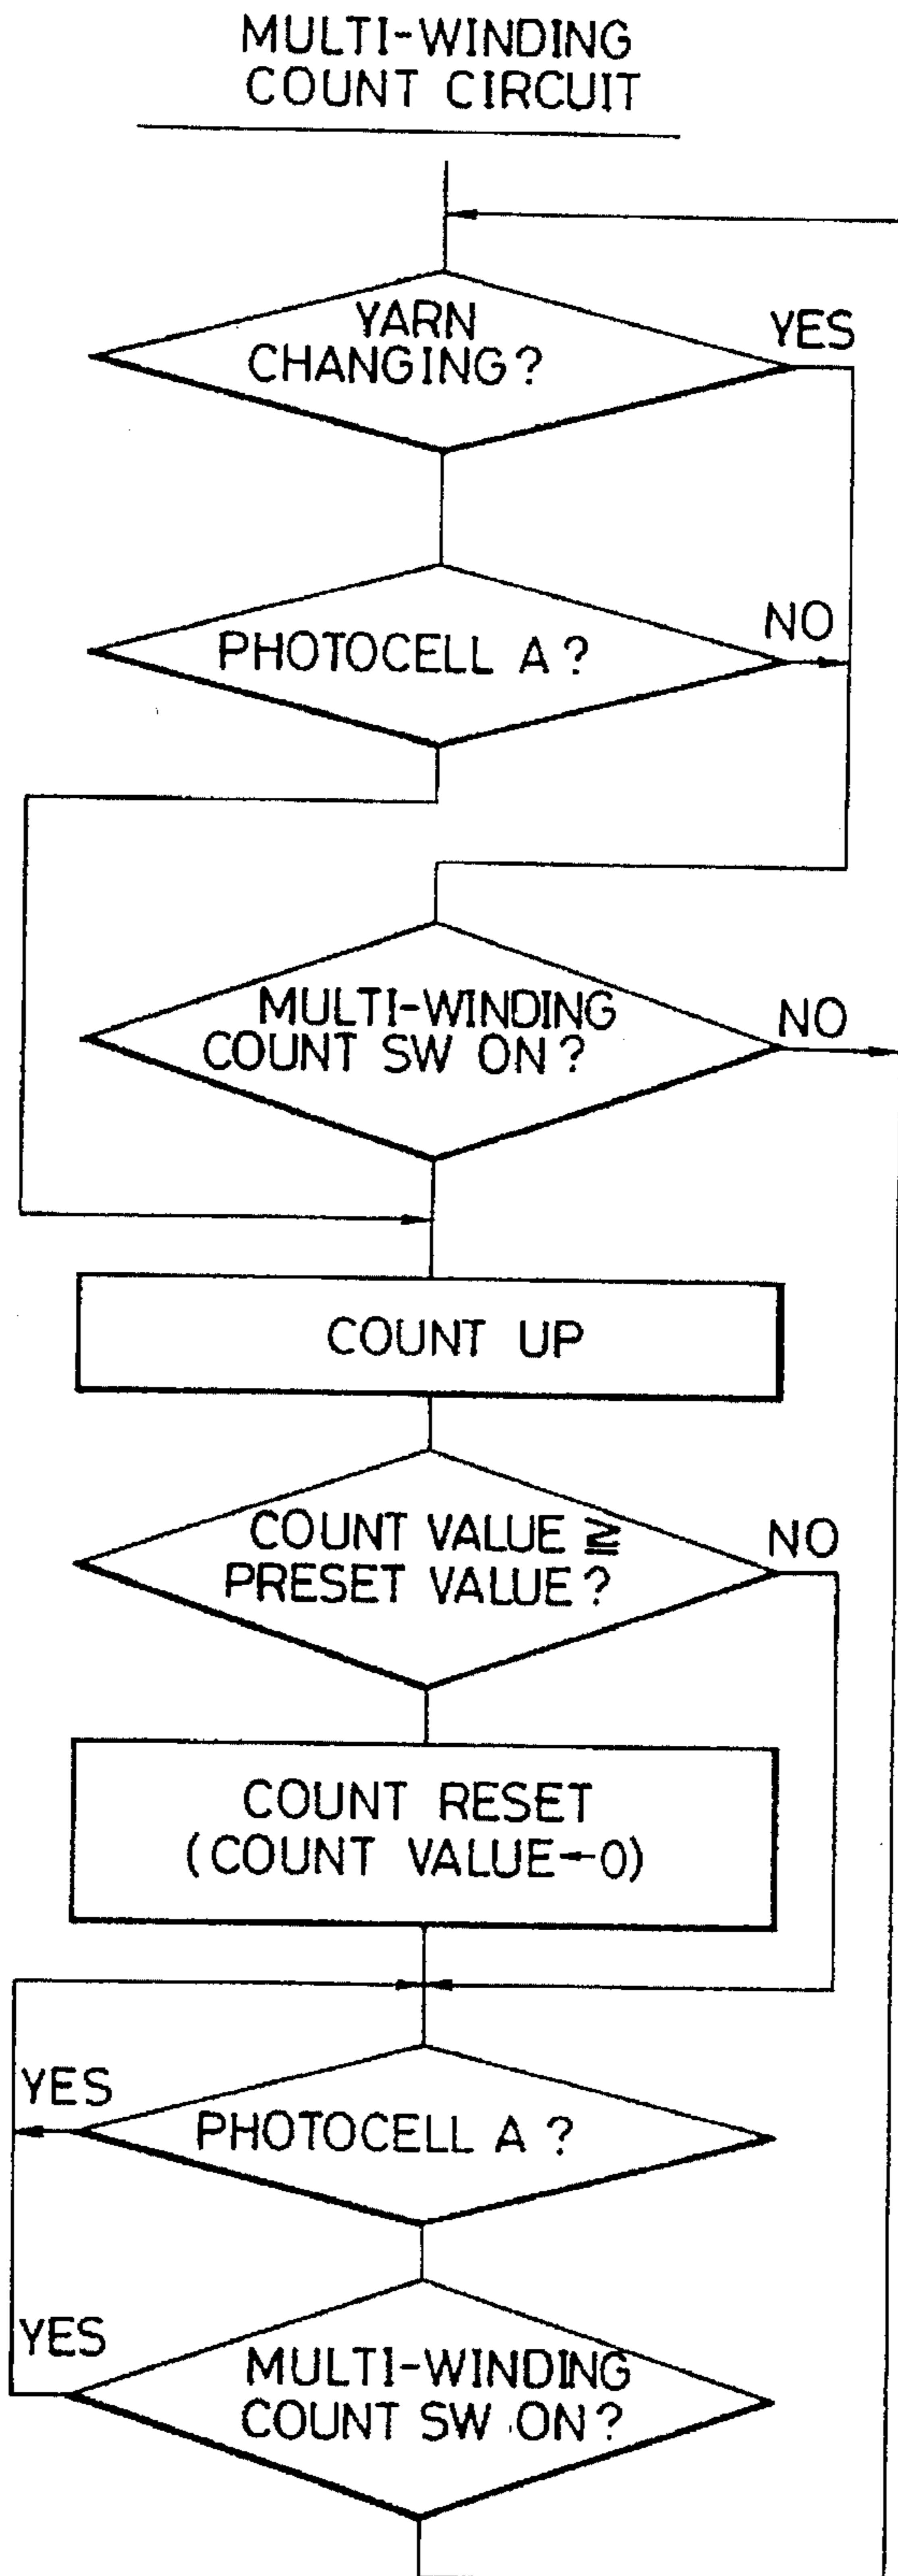 MULTI-WINDING
COUNT CIRCUIT
YARN
CHANGING?
YES
PHOTOCELL A?
NO
MULTI-WINDING
COUNT SW ON?
NO
COUNT UP
COUNT VALUE ≧
PRESET VALUE?
NO
COUNT RESET
(COUNT VALUE←0)
YES
PHOTOCELL A?
YES
MULTI-WINDING
COUNT SW ON?